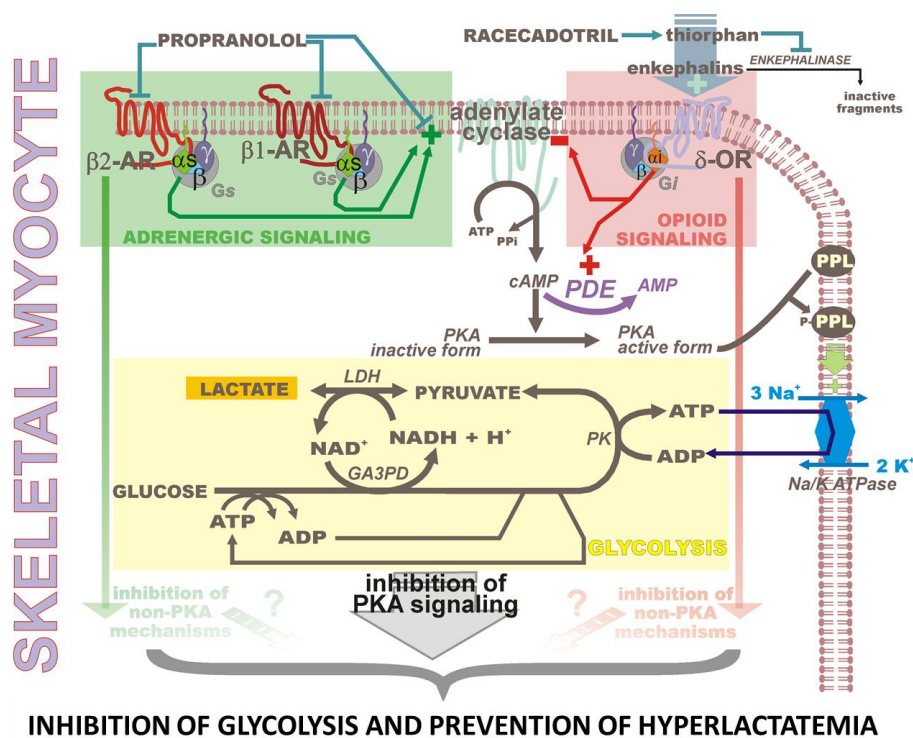 SKELETAL MYOCYTE
PROPRANOLOL
RACECADOTRIL
thiorphan
ENKEPHALINASE
enkephalins
+
inactive
fragments
adenylate
cyclase
+
β2-AR
αs
γ
β
Gs
β1-AR
αs
γ
β
Gs
γ
β
αi
Gi
δ-OR
ADRENERGIC SIGNALING
OPIOID
SIGNALING
ATP
PPi
+
cAMP
PDE
AMP
PPL
P-PPL
+
PKA
inactive form
PKA
active form
LACTATE
LDH
PYRUVATE
NAD⁺
NADH + H⁺
GA3PD
PK
ATP
ADP
3 Na⁺
2 K⁺
Na/K ATPase
GLUCOSE
ATP
ADP
GLYCOLYSIS
inhibition of
non-PKA
mechanisms
?
inhibition of
PKA signaling
?
inhibition of
non-PKA
mechanisms
INHIBITION OF GLYCOLYSIS AND PREVENTION OF HYPERLACTATEMIA